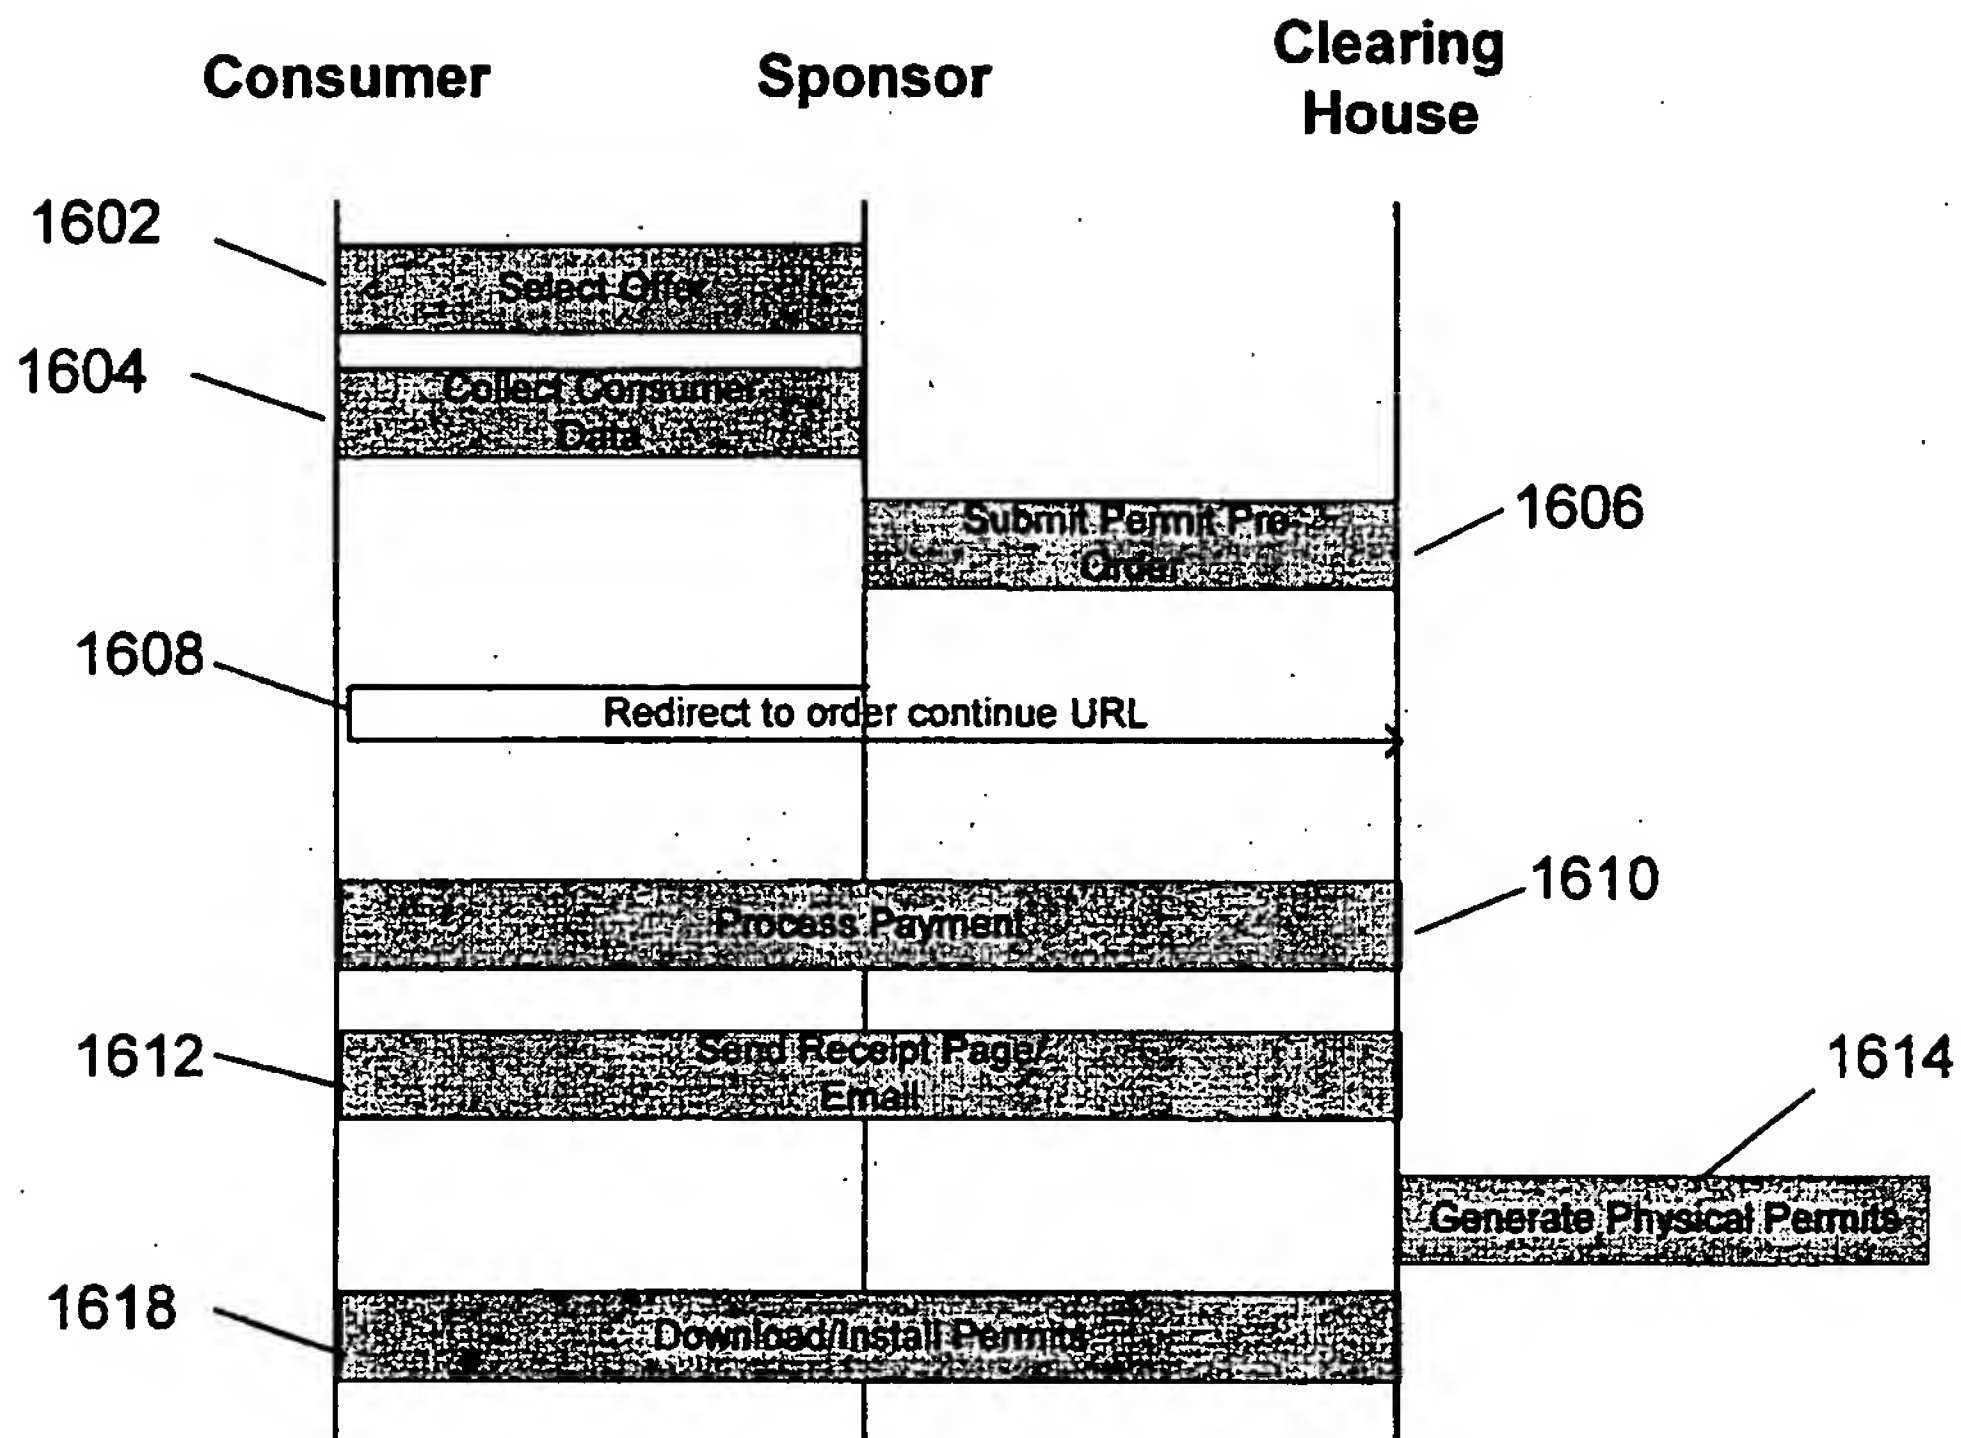 Consumer
Sponsor
Clearing
House
1602
Select Offer
1604
Collect Consumer
Data
Submit Permit Pre-
Order
1606
1608
Redirect to order continue URL
1610
Process Payment
1612
Send Receipt Page/
Email
1614
Generate Physical Permits
1618
Download/Install Permits